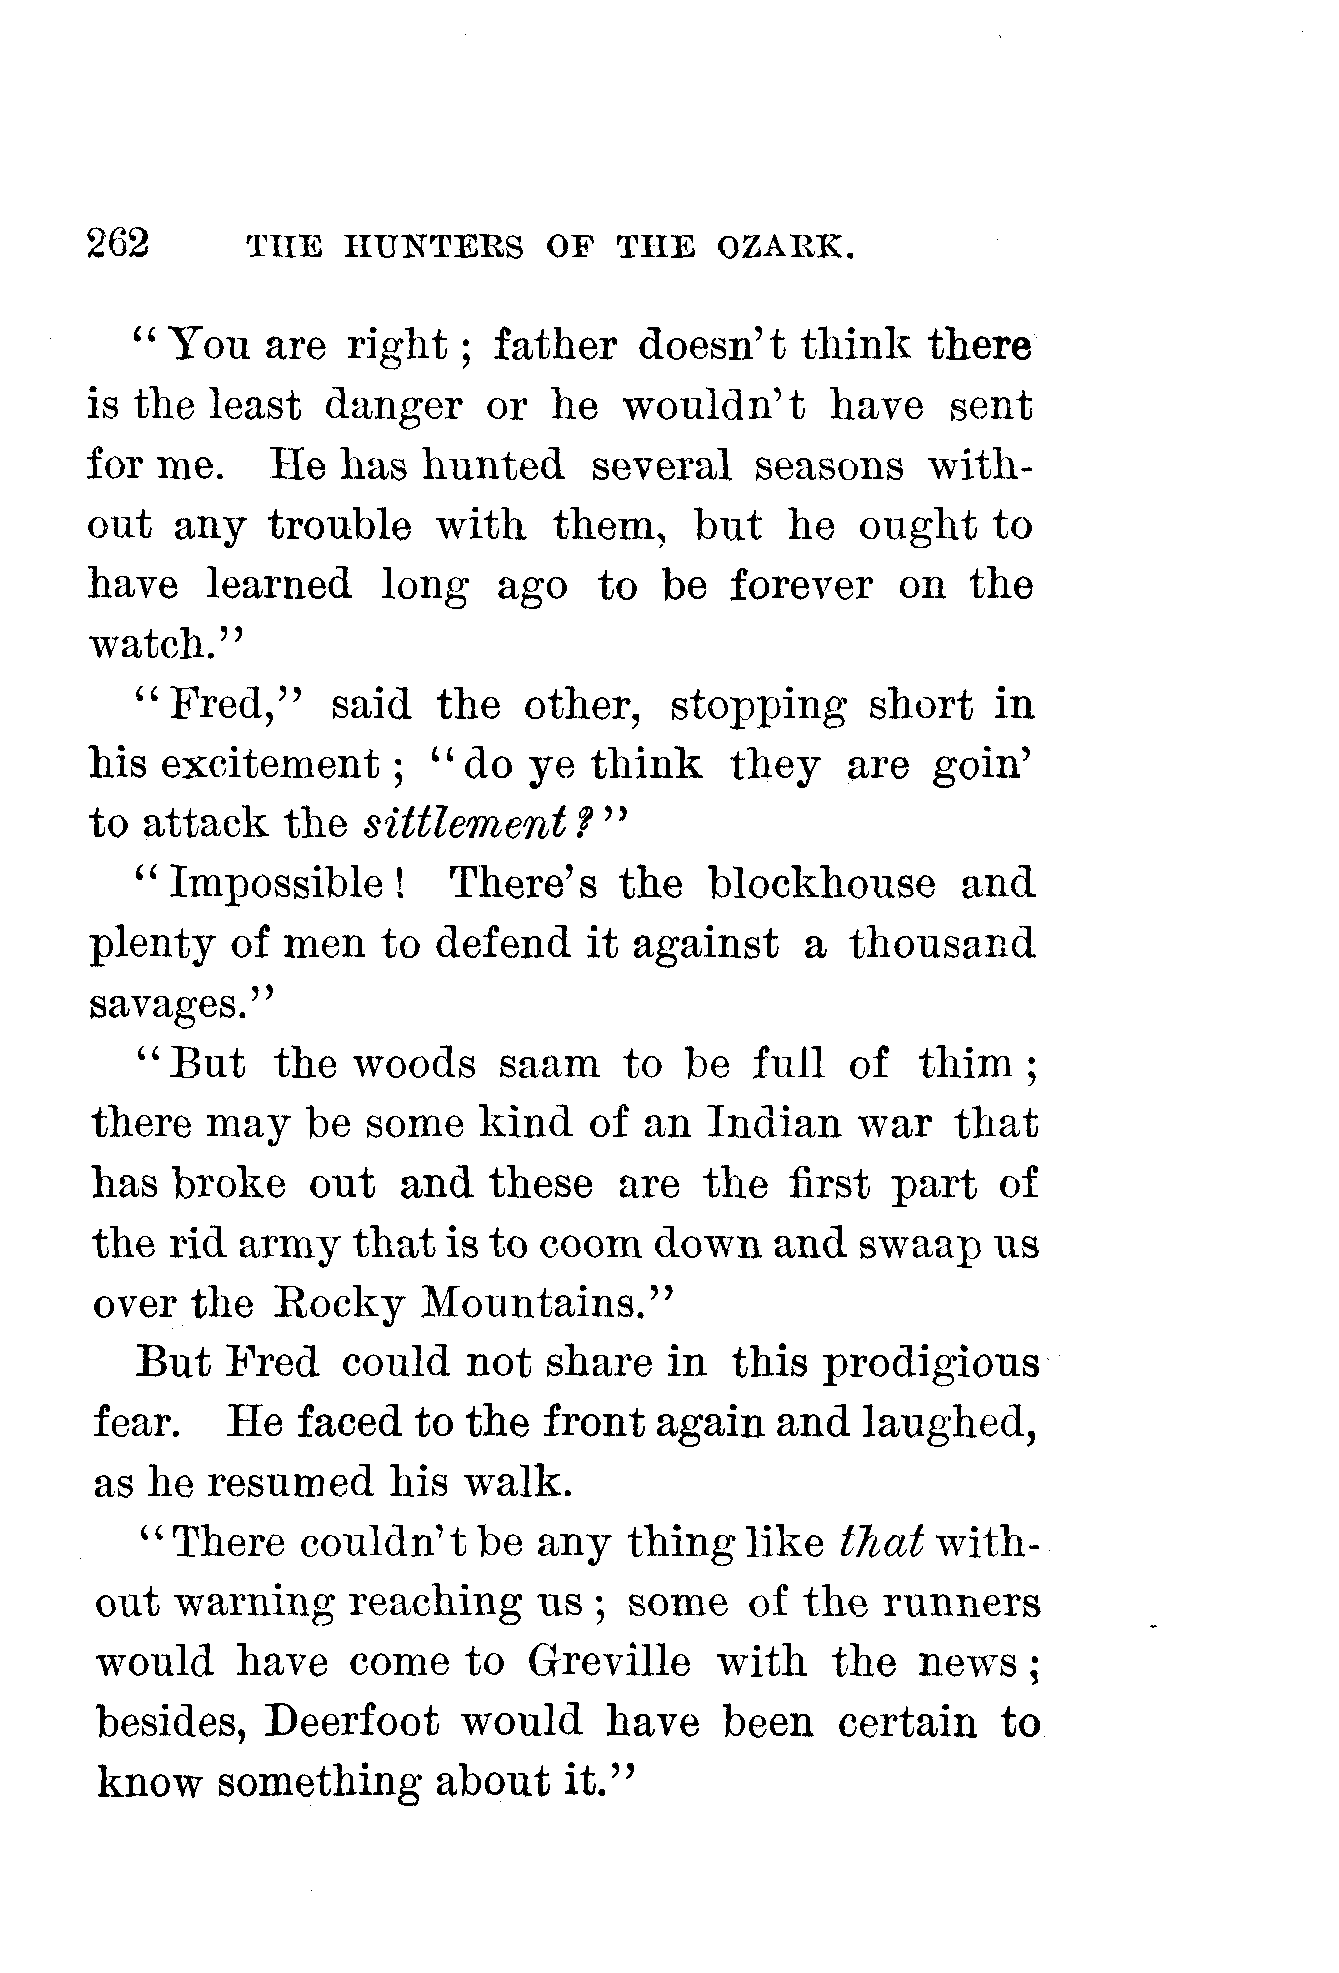 262 THE HUNTERS OF THE OZARK.
“You are right; father doesn't think there
is the least danger or he wouldn't have sent
for me. He has hunted several seasons with-
out any trouble with them, but he ought to
have learned long ago to be forever on the
watch.”
“Fred,” said the other, stopping short in
his excitement; “do ye think they are goin'
to attack the sittlement?”
“Impossible! There's the blockhouse and
plenty of men to defend it against a thousand
savages.”
“But the woods saam to be full of thim;
there may be some kind of an Indian war that
has broke out and these are the first part of
the rid army that is to coom down and swaap us
over the Rocky Mountains.”
But Fred could not share in this prodigious
fear. He faced to the front again and laughed,
as he resumed his walk.
“There couldn't be any thing like that with-
out warning reaching us; some of the runners
would have come to Greville with the news;
besides, Deerfoot would have been certain to
know something about it.”